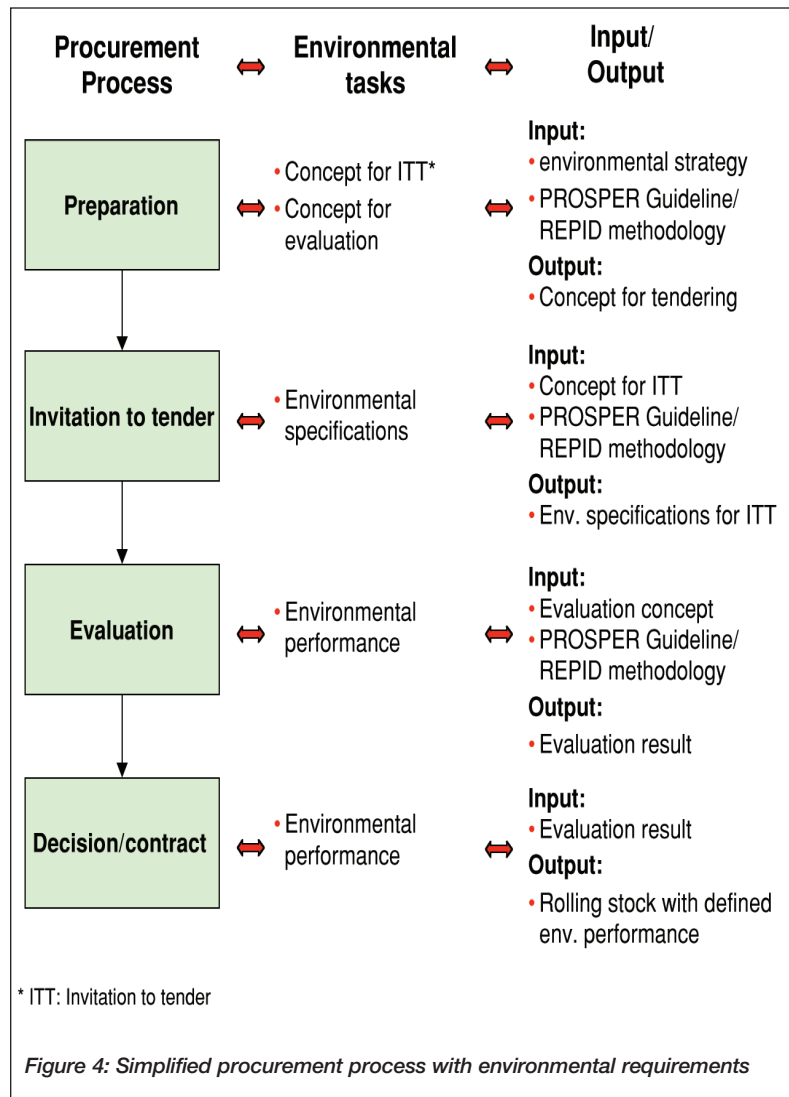 Procurement
Process
Environmental
tasks
Input/
Output
Preparation
• Concept for ITT*
• Concept for
evaluation
Input:
• environmental strategy
• PROSPER Guideline/
REPID methodology
Output:
• Concept for tendering
Invitation to tender
• Environmental
specifications
Input:
• Concept for ITT
• PROSPER Guideline/
REPID methodology
Output:
• Env. specifications for ITT
Evaluation
• Environmental
performance
Input:
• Evaluation concept
• PROSPER Guideline/
REPID methodology
Output:
• Evaluation result
Decision/contract
• Environmental
performance
Input:
• Evaluation result
Output:
• Rolling stock with defined
env. performance
* ITT: Invitation to tender
Figure 4: Simplified procurement process with environmental requirements